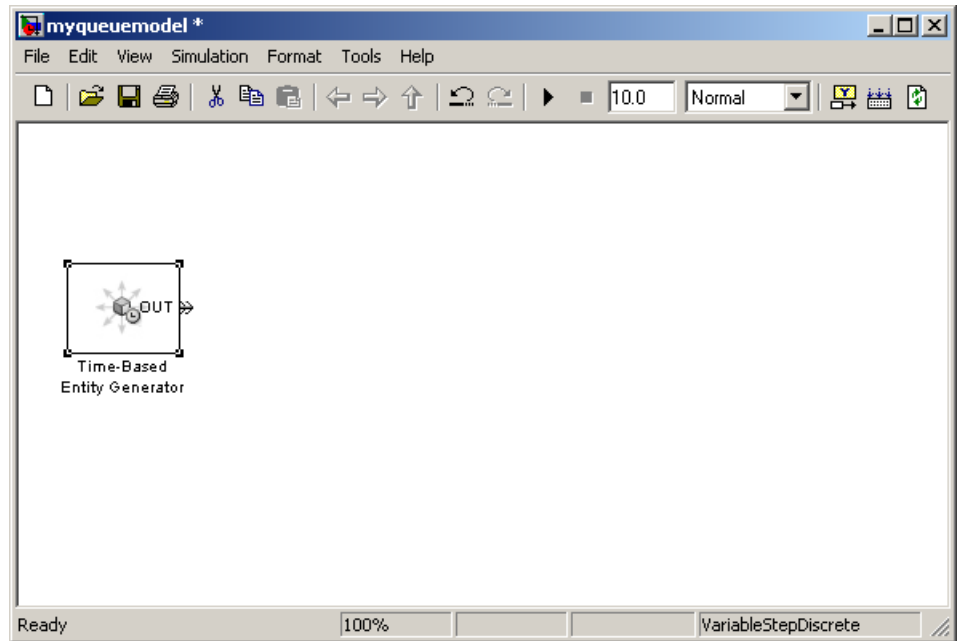 myqueuemodel *
File Edit View Simulation Format Tools Help
10.0 Normal
OUT
Time-Based
Entity Generator
Ready 100% VariableStepDiscrete